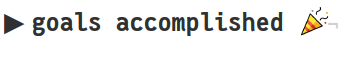 ▶ goals accomplished 🎉